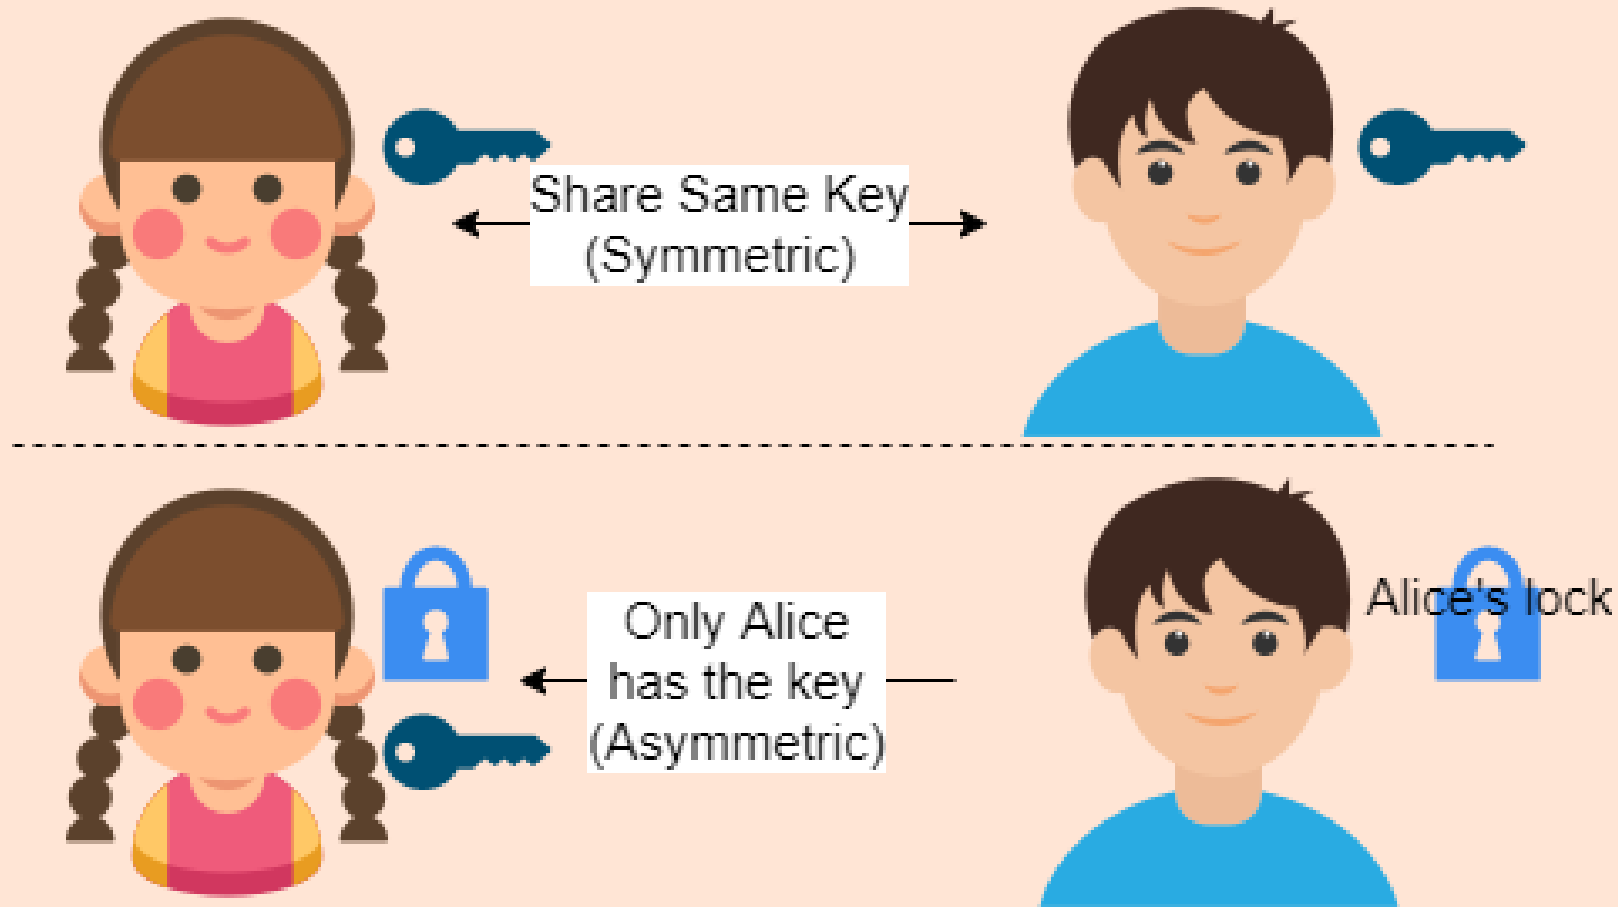 Share Same Key
(Symmetric)
Only Alice
has the key
(Asymmetric)
Alice's lock